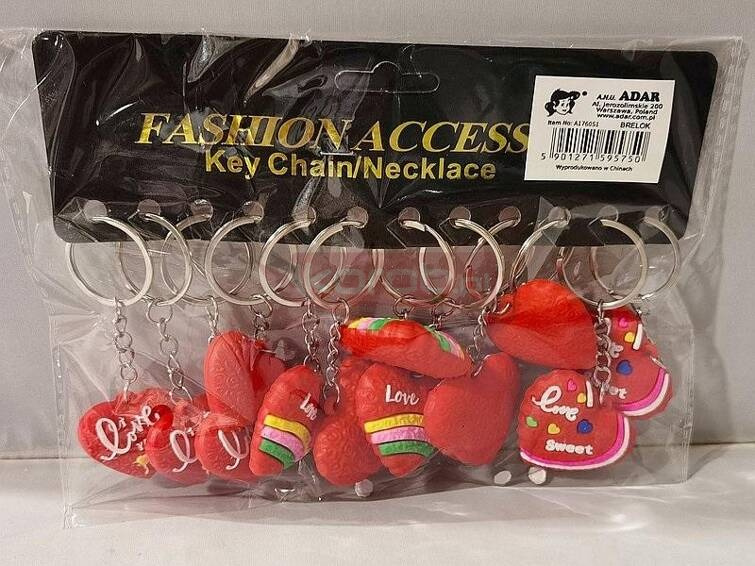 FASHION ACCESS
Key Chain/Necklace
A.H.U. ADAR
Al. Jerozolimskie 200
Warszawa, Poland
www.adar.com.pl
Item No: A176051
BRELOK
5 901271 595750
Wyprodukowano w Chinach
Love
Love
Love
Sweet